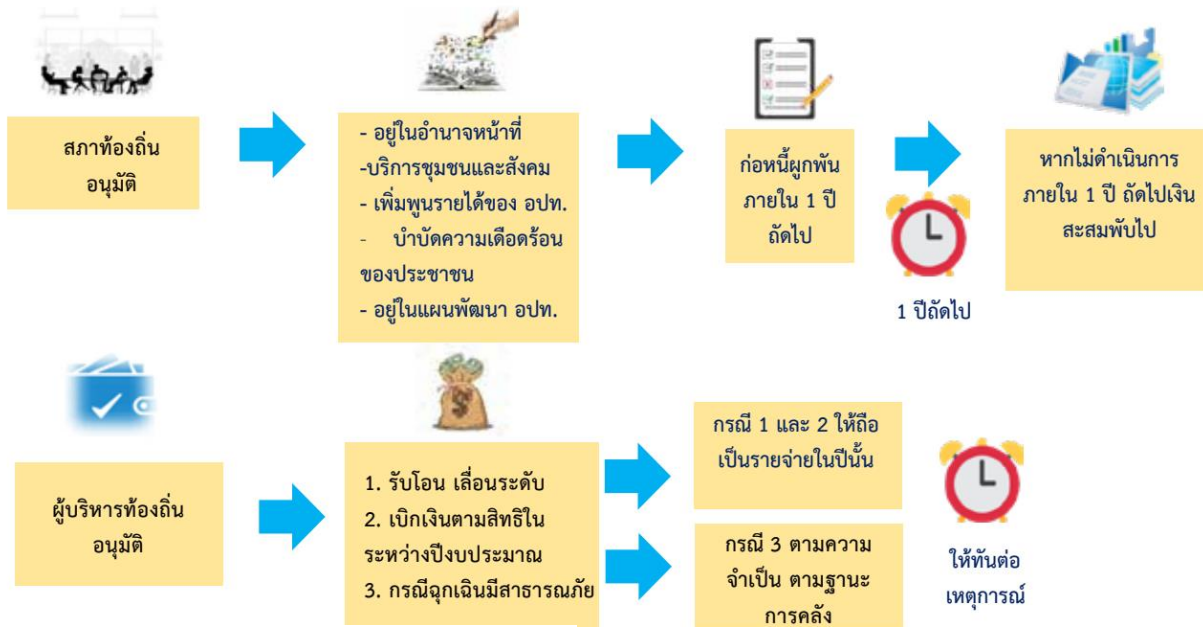 สภาท้องถิ่น
อนุมัติ
- อยู่ในอำนาจหน้าที่
-บริการชุมชนและสังคม
- เพิ่มพูนรายได้ของ อปท.
- บำบัดความเดือดร้อน
ของประชาชน
- อยู่ในแผนพัฒนา อปท.
ก่อหนี้ผูกพัน
ภายใน 1 ปี
ถัดไป
1 ปีถัดไป
หากไม่ดำเนินการ
ภายใน 1 ปี ถัดไปเงิน
สะสมพับไป
ผู้บริหารท้องถิ่น
อนุมัติ
1. รับโอน เลื่อนระดับ
2. เบิกเงินตามสิทธิใน
ระหว่างปีงบประมาณ
3. กรณีฉุกเฉินมีสาธารณภัย
กรณี 1 และ 2 ให้ถือ
เป็นรายจ่ายในปีนั้น
กรณี 3 ตามความ
จำเป็น ตามฐานะ
การคลัง
ให้ทันต่อ
เหตุการณ์